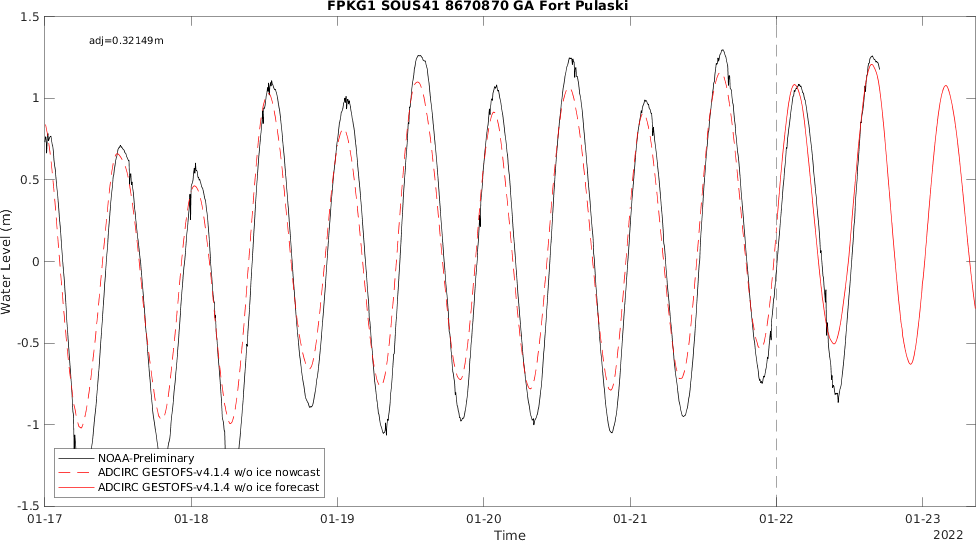 FPKG1 SOUS41 8670870 GA Fort Pulaski
adj=0.32149m
1.5
1
0.5
0
-0.5
-1
-1.5
Water Level (m)
NOAA-Preliminary
ADCIRC GESTOFS-v4.1.4 w/o ice nowcast
ADCIRC GESTOFS-v4.1.4 w/o ice forecast
01-17 01-18 01-19 01-20 01-21 01-22 01-23
Time
2022